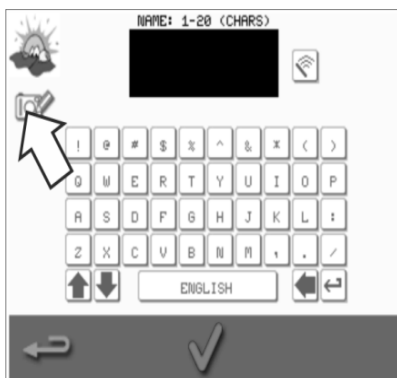 NAME: 1-20 (CHARS)
! @ # $ % ^ & * ( )
Q W E R T Y U I O P
A S D F G H J K L :
Z X C V B N M , . /
ENGLISH